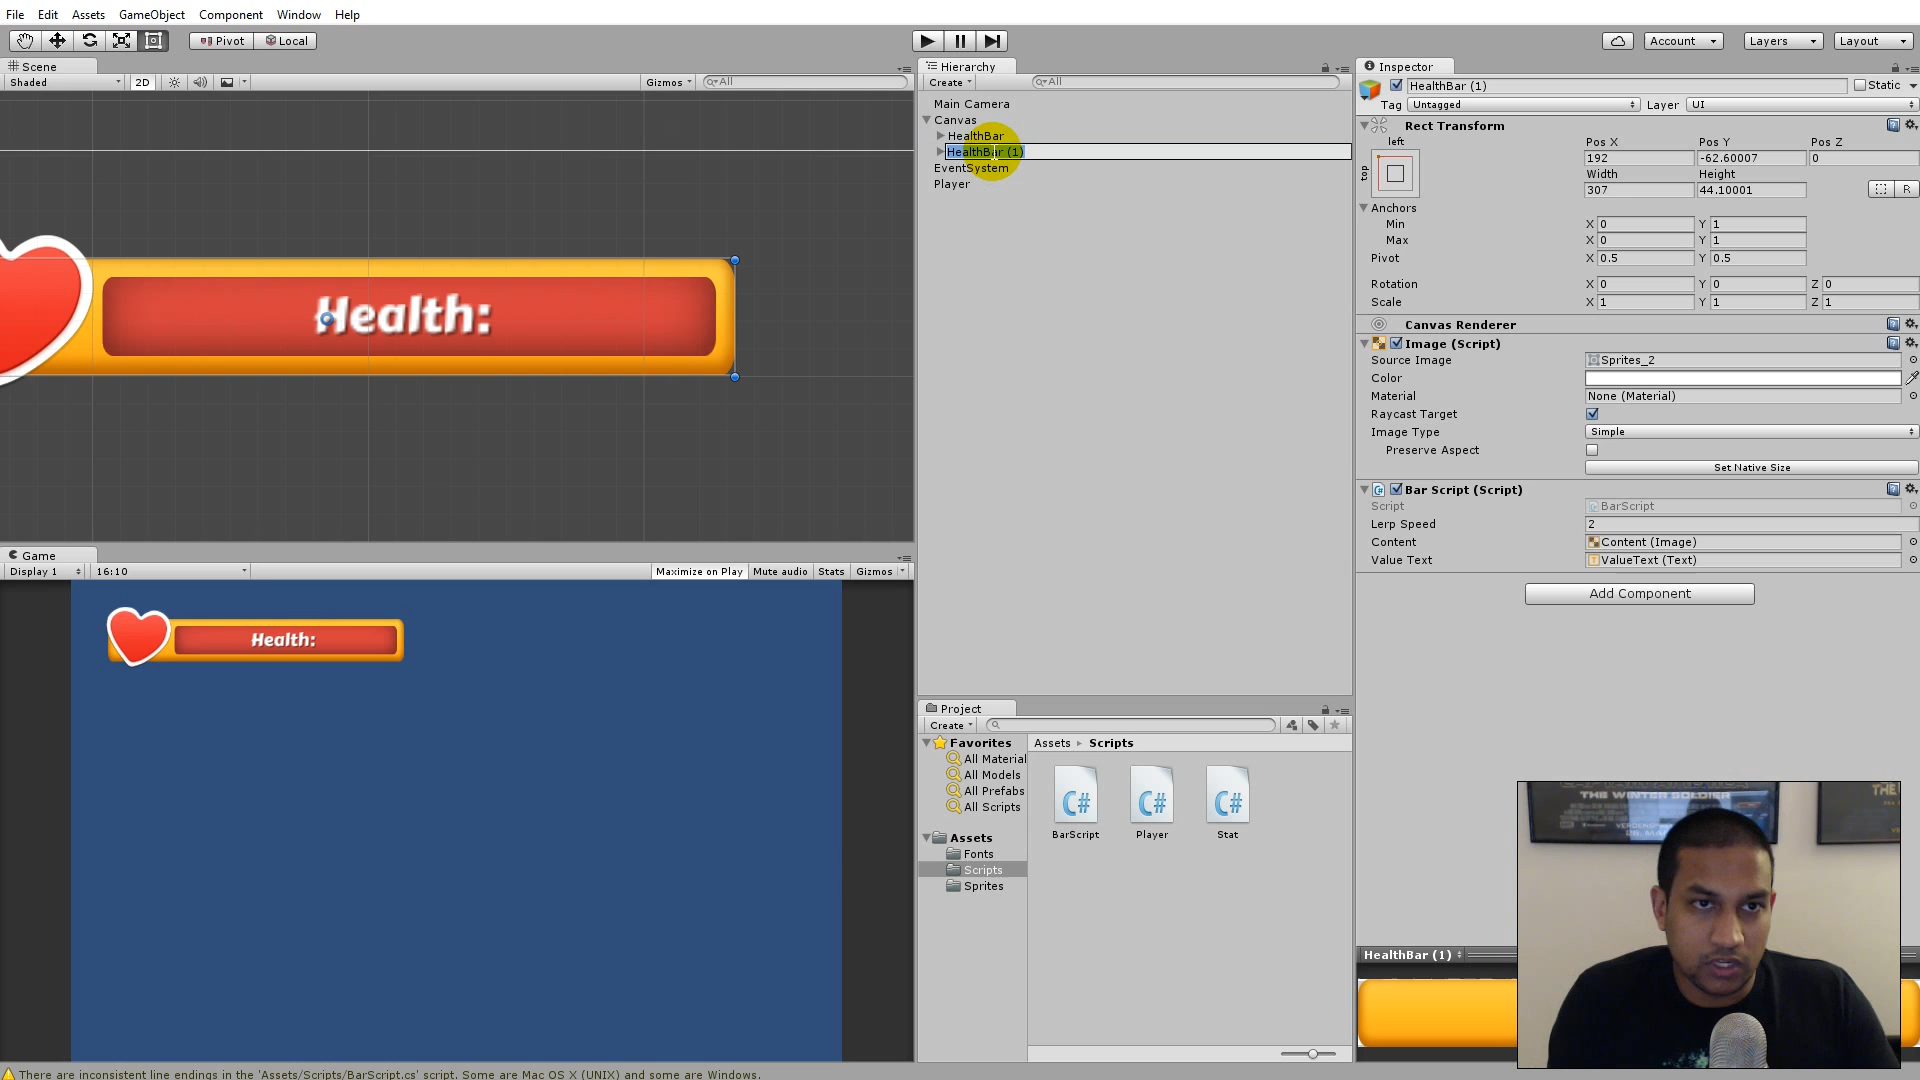 File Edit Assets GameObject Component Window Help
Pivot Local Account Layers Layout
Scene
Shaded 2D Gizmos All
Health:
Game
Display 1 16:10 Maximize on Play Mute audio Stats Gizmos
Health:
Hierarchy
Create All
Main Camera
Canvas
HealthBar
HealthBar (1)
EventSystem
Player
Project
Create
Favorites
All Material
All Models
All Prefabs
All Scripts
Assets
Fonts
Scripts
Sprites
Assets Scripts
C# C# C#
BarScript Player Stat
Inspector
HealthBar (1) Static
Tag Untagged Layer UI
Rect Transform
left
top
Pos X Pos Y Pos Z
192 -62.60007 0
Width Height
307 44.10001 R
Anchors
Min X 0 Y 1
Max X 0 Y 1
Pivot X 0.5 Y 0.5
Rotation X 0 Y 0 Z 0
Scale X 1 Y 1 Z 1
Canvas Renderer
Image (Script)
Source Image Sprites_2
Color
Material None (Material)
Raycast Target
Image Type Simple
Preserve Aspect
Set Native Size
Bar Script (Script)
Script BarScript
Lerp Speed 2
Content Content (Image)
Value Text ValueText (Text)
Add Component
HealthBar (1)
THE WINTER SOLDIER
There are inconsistent line endings in the 'Assets/Scripts/BarScript.cs' script. Some are Mac OS X (UNIX) and some are Windows.